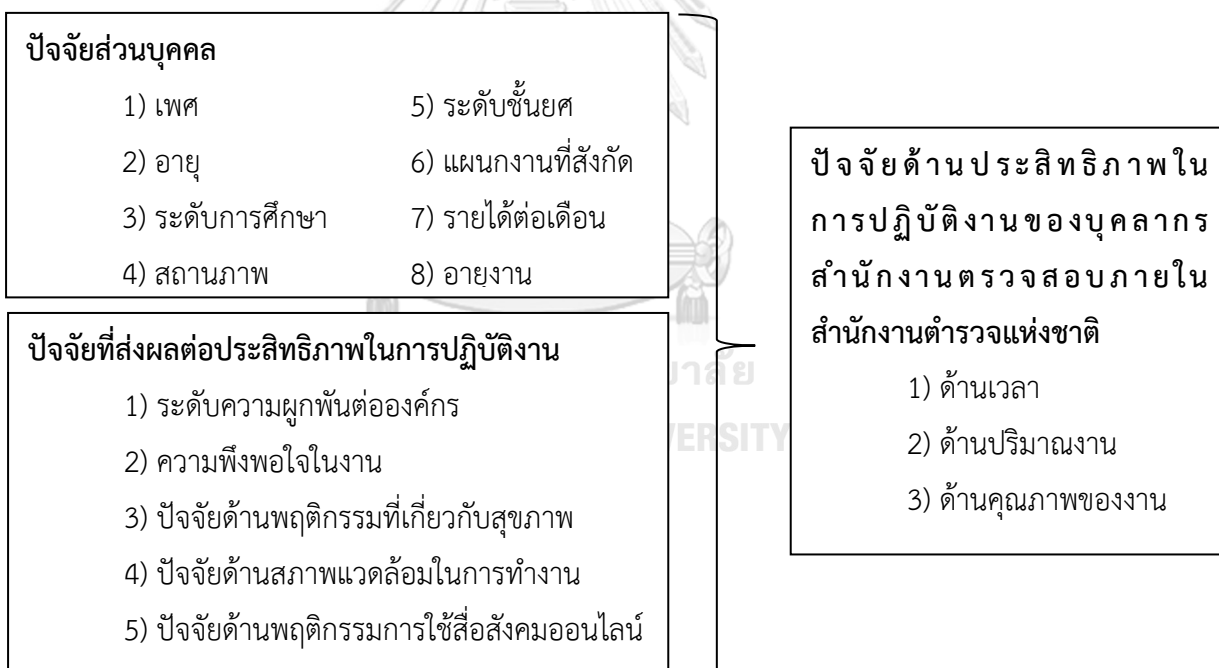 ปัจจัยส่วนบุคคล
1) เพศ
2) อายุ
3) ระดับการศึกษา
4) สถานภาพ
5) ระดับชั้นยศ
6) แผนกงานที่สังกัด
7) รายได้ต่อเดือน
8) อายุงาน
ปัจจัยที่ส่งผลต่อประสิทธิภาพในการปฏิบัติงาน
1) ระดับความผูกพันต่อองค์กร
2) ความพึงพอใจในงาน
3) ปัจจัยด้านพฤติกรรมที่เกี่ยวกับสุขภาพ
4) ปัจจัยด้านสภาพแวดล้อมในการทำงาน
5) ปัจจัยด้านพฤติกรรมการใช้สื่อสังคมออนไลน์
ปัจจัยด้านประสิทธิภาพใน
การปฏิบัติงานของบุคลากร
สำนักงานตรวจสอบภายใน
สำนักงานตำรวจแห่งชาติ
1) ด้านเวลา
2) ด้านปริมาณงาน
3) ด้านคุณภาพของงาน